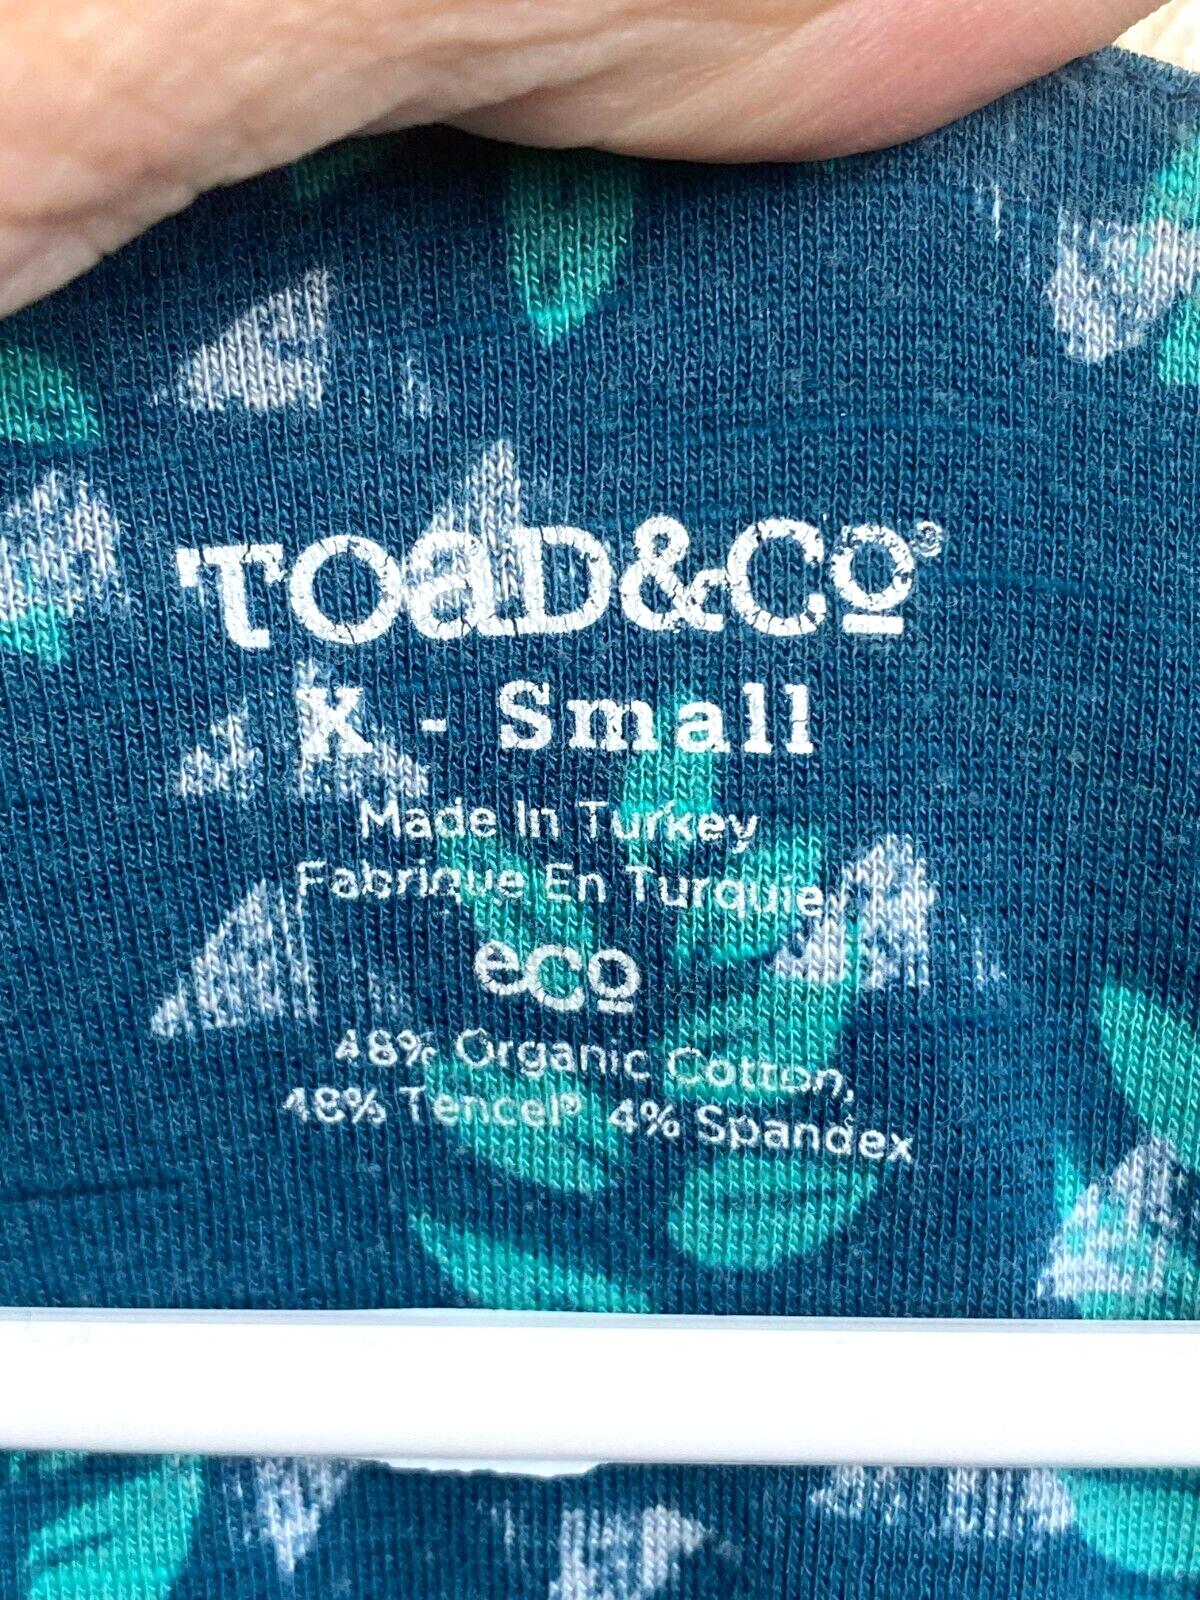 Toad&Co®
K - Small
Made In Turkey
Fabrique En Turquie
eco
48% Organic Cotton,
48% Tencel® 4% Spandex